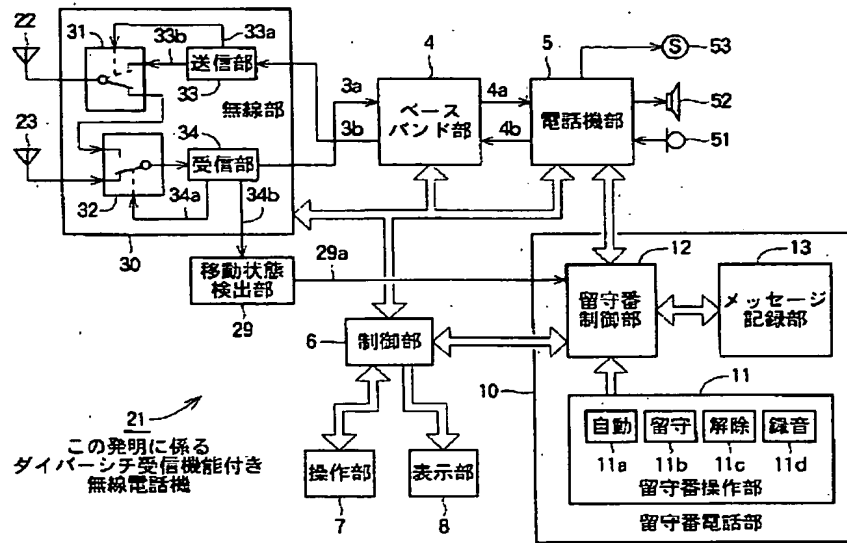 22
31
33b
33a
送信部
33
無線部
23
34
受信部
34a
34b
32
30
3a
3b
4
ベース
バンド部
4a
4b
5
電話機部
S
53
52
51
移動状態
検出部
29
29a
6
制御部
操作部
7
表示部
8
10
12
留守番
制御部
13
メッセージ
記録部
11
自動
留守
解除
録音
11a
11b
11c
11d
留守番操作部
留守番電話部
21
この発明に係る
ダイバーシチ受信機能付き
無線電話機